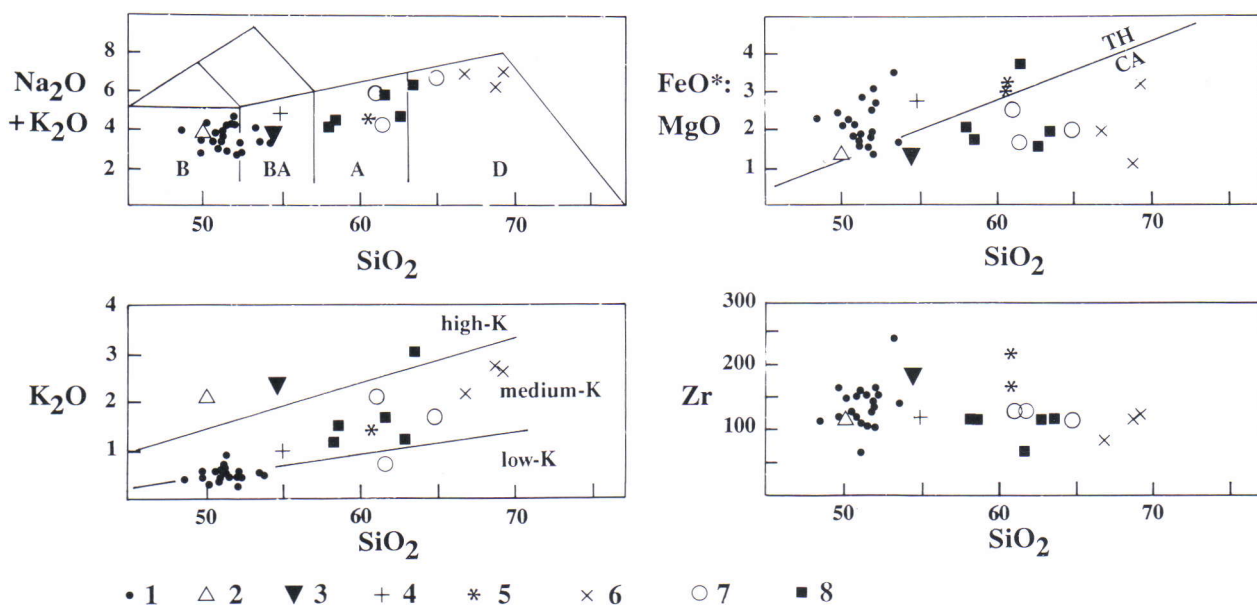 8
6
4
2
Na2O
+K2O
B
BA
A
D
50
60
70
SiO2
4
3
2
1
FeO*:
MgO
TH
CA
50
60
70
SiO2
4
3
2
1
K2O
high-K
medium-K
low-K
50
60
70
SiO2
300
200
100
Zr
50
60
70
SiO2
1 2 3 4 5 6 7 8